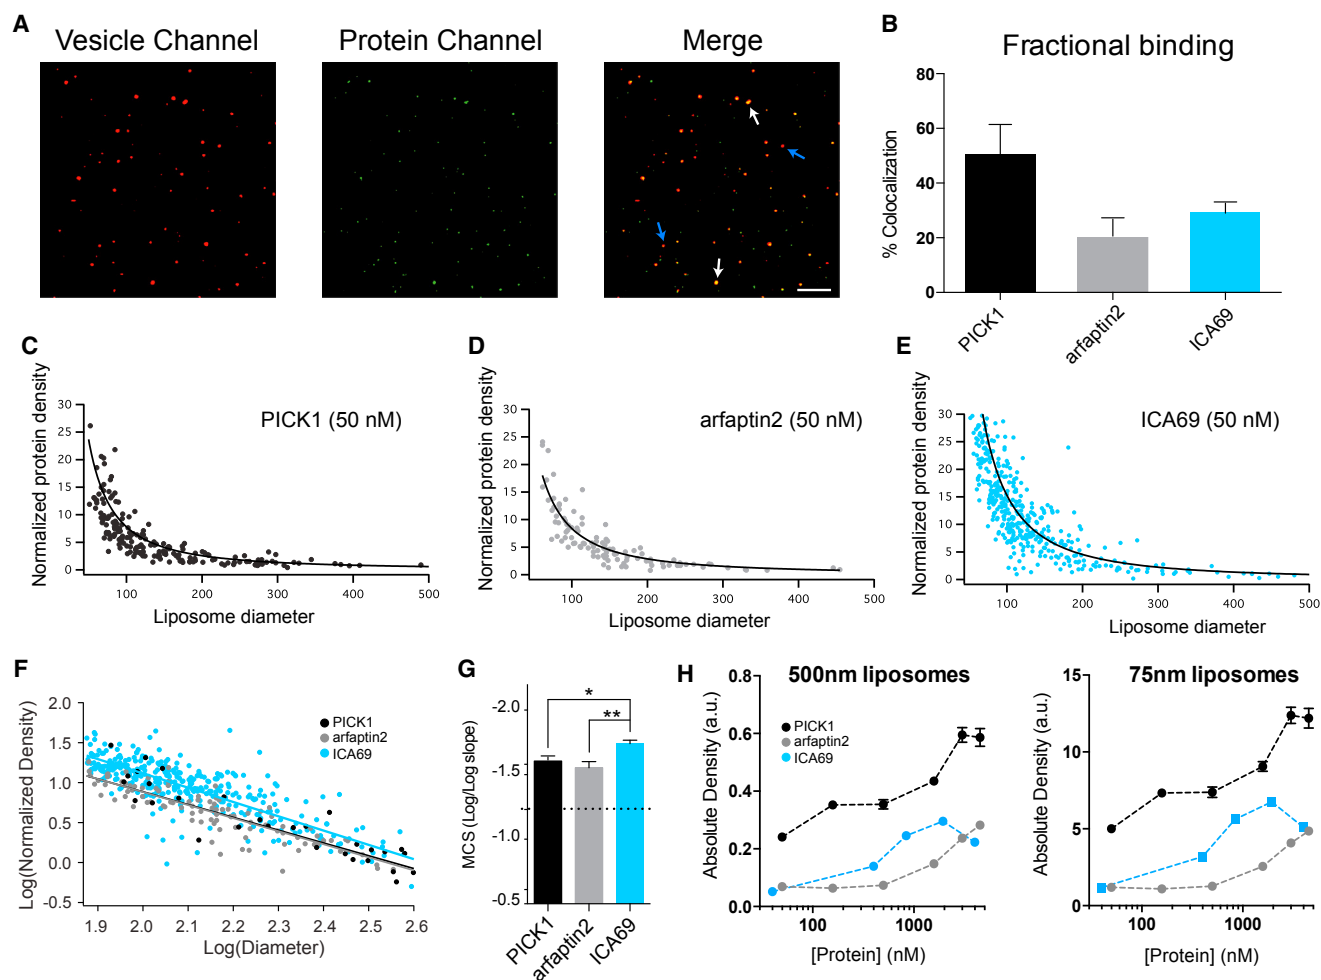 A
Vesicle Channel
Protein Channel
Merge
B
Fractional binding
% Colocalization
80
60
40
20
0
PICK1
arfaptin2
ICA69
C
Normalized protein density
30
25
20
15
10
5
0
PICK1 (50 nM)
100
200
300
400
500
Liposome diameter
D
Normalized protein density
30
25
20
15
10
5
0
arfaptin2 (50 nM)
100
200
300
400
500
Liposome diameter
E
Normalized protein density
30
25
20
15
10
5
0
ICA69 (50 nM)
100
200
300
400
500
Liposome diameter
F
Log(Normalized Density)
2.0
1.5
1.0
0.5
0.0
-0.5
PICK1
arfaptin2
ICA69
1.9
2.0
2.1
2.2
2.3
2.4
2.5
2.6
Log(Diameter)
G
MCS (Log/Log slope)
-2.0
-1.5
-1.0
-0.5
*
**
PICK1
arfaptin2
ICA69
H
500nm liposomes
Absolute Density (a.u.)
0.8
0.6
0.4
0.2
0.0
PICK1
arfaptin2
ICA69
100
1000
[Protein] (nM)
75nm liposomes
Absolute Density (a.u.)
15
10
5
0
100
1000
[Protein] (nM)